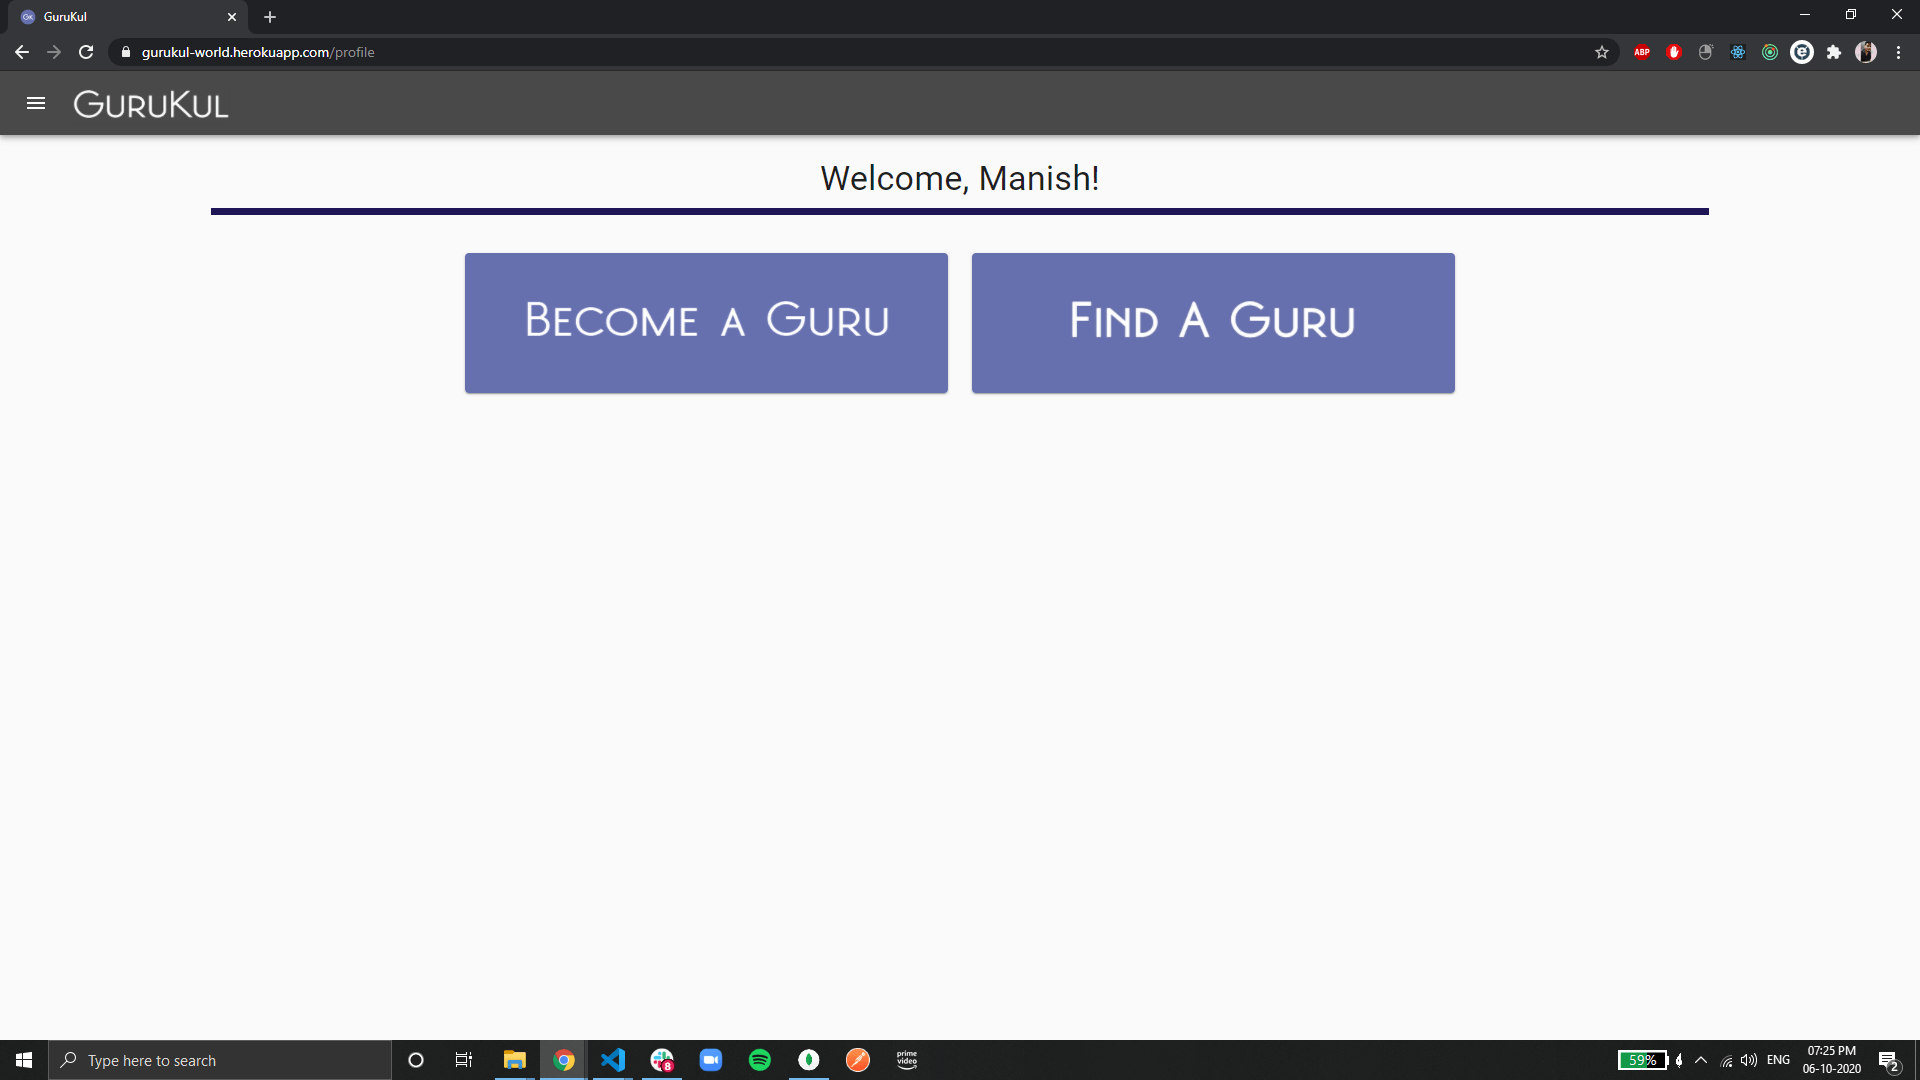 GuruKul
gurukul-world.herokuapp.com/profile
ABP
GuruKul
Welcome, Manish!
Become a Guru
Find A Guru
Type here to search
8
prime video
59%
ENG
07:25 PM
06-10-2020
2